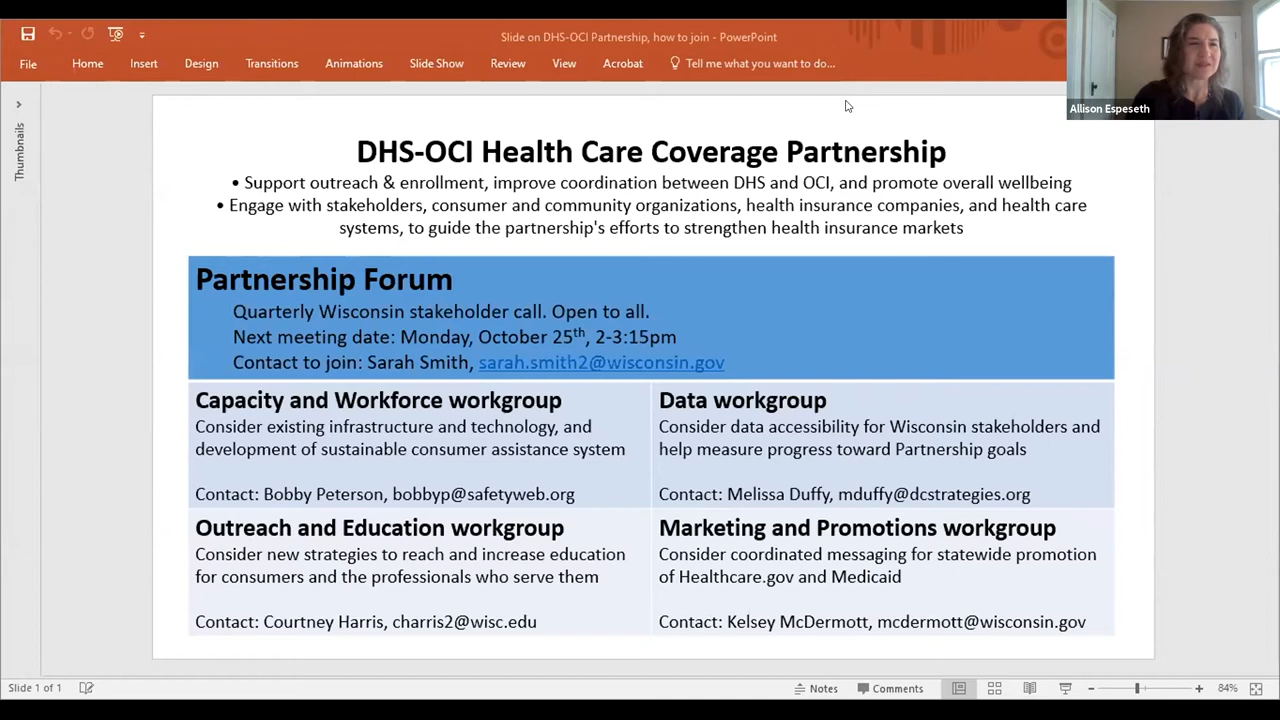 Slide on DHS-OCI Partnership, how to join - PowerPoint
File Home Insert Design Transitions Animations Slide Show Review View Acrobat Tell me what you want to do...
Allison Espeseth
Thumbnails
DHS-OCI Health Care Coverage Partnership
• Support outreach & enrollment, improve coordination between DHS and OCI, and promote overall wellbeing
• Engage with stakeholders, consumer and community organizations, health insurance companies, and health care
systems, to guide the partnership's efforts to strengthen health insurance markets
Partnership Forum
Quarterly Wisconsin stakeholder call. Open to all.
Next meeting date: Monday, October 25th, 2-3:15pm
Contact to join: Sarah Smith, sarah.smith2@wisconsin.gov
Capacity and Workforce workgroup
Consider existing infrastructure and technology, and
development of sustainable consumer assistance system
Contact: Bobby Peterson, bobbyp@safetyweb.org
Data workgroup
Consider data accessibility for Wisconsin stakeholders and
help measure progress toward Partnership goals
Contact: Melissa Duffy, mduffy@dcstrategies.org
Outreach and Education workgroup
Consider new strategies to reach and increase education
for consumers and the professionals who serve them
Contact: Courtney Harris, charris2@wisc.edu
Marketing and Promotions workgroup
Consider coordinated messaging for statewide promotion
of Healthcare.gov and Medicaid
Contact: Kelsey McDermott, mcdermott@wisconsin.gov
Slide 1 of 1 Notes Comments 84%